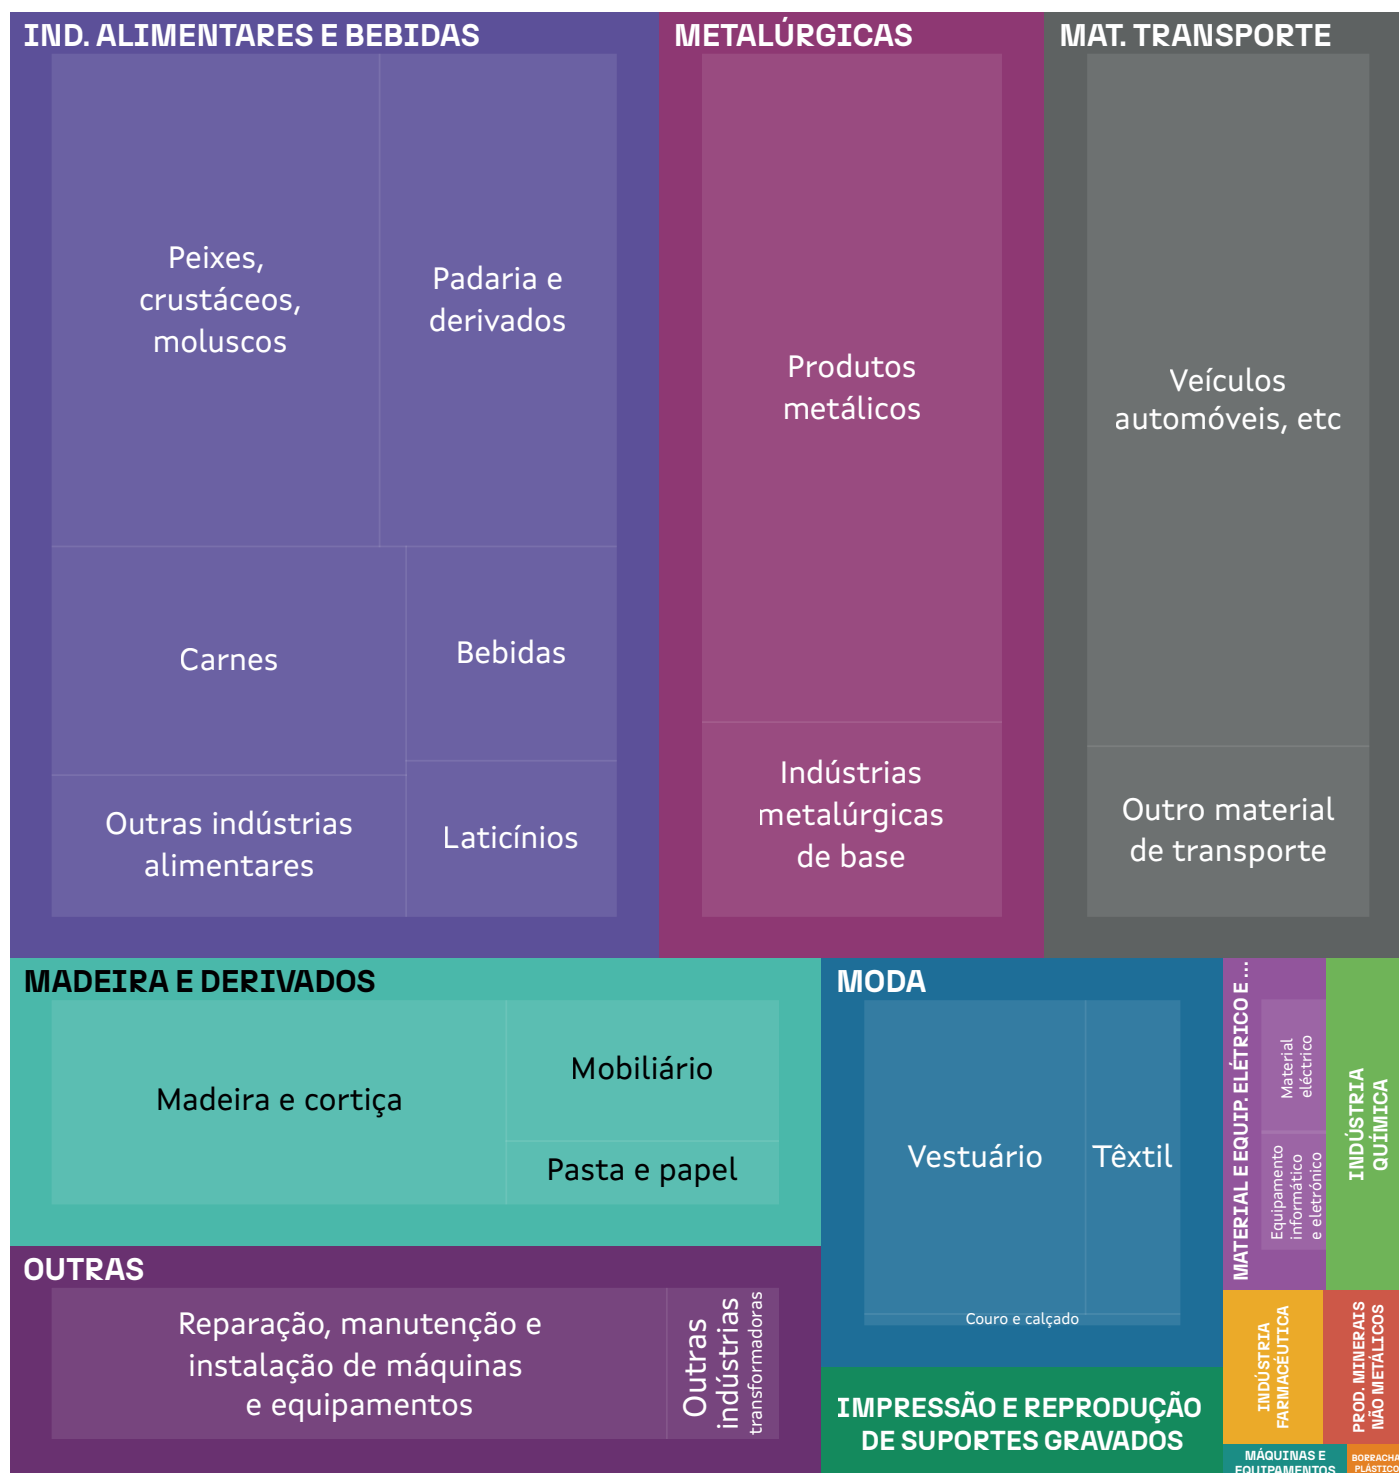 IND. ALIMENTARES E BEBIDAS
Peixes,
crustáceos,
moluscos
Padaria e
derivados
Carnes
Bebidas
Outras indústrias
alimentares
Laticínios
METALÚRGICAS
Produtos
metálicos
Indústrias
metalúrgicas
de base
MAT. TRANSPORTE
Veículos
automóveis, etc
Outro material
de transporte
MADEIRA E DERIVADOS
Madeira e cortiça
Mobiliário
Pasta e papel
OUTRAS
Reparação, manutenção e
instalação de máquinas
e equipamentos
Outras
indústrias
transformadoras
MODA
Vestuário
Têxtil
Couro e calçado
IMPRESSÃO E REPRODUÇÃO
DE SUPORTES GRAVADOS
MATERIAL E EQUIP. ELÉTRICO E ...
Material
eléctrico
Equipamento
informático
e eletrónico
INDÚSTRIA
QUÍMICA
INDÚSTRIA
FARMACÊUTICA
PROD. MINERAIS
NÃO METÁLICOS
MÁQUINAS E
EQUIPAMENTOS
BORRACHA
PLÁSTICO